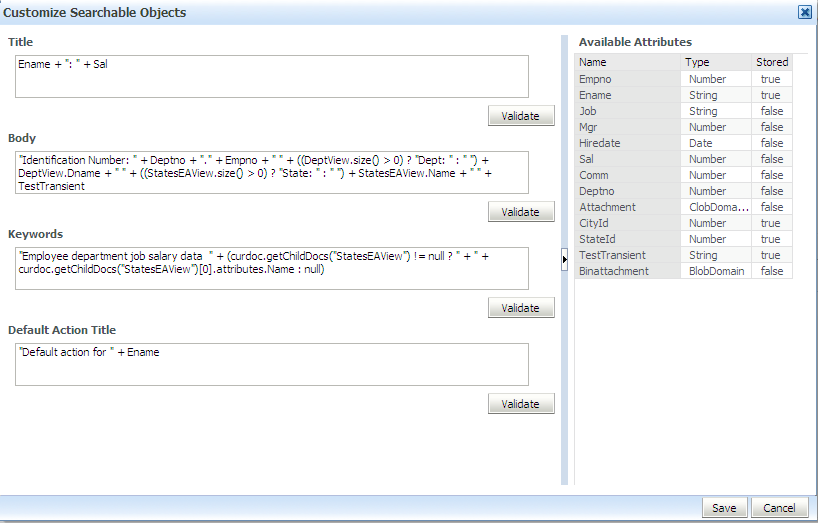 Customize Searchable Objects
Title
Ename + ": " + Sal
Validate
Body
"Identification Number: " + Deptno + "." + Empno + " " + ((DeptView.size() > 0) ? "Dept: " : " ") +
DeptView.Dname + " " + ((StatesEAView.size() > 0) ? "State: " : " ") + StatesEAView.Name + " " +
TestTransient
Validate
Keywords
"Employee department job salary data  " + (curdoc.getChildDocs("StatesEAView") != null ? " + " +
curdoc.getChildDocs("StatesEAView")[0].attributes.Name : null)
Validate
Default Action Title
"Default action for " + Ename
Validate
Available Attributes
Name Type Stored
Empno Number true
Ename String true
Job String false
Mgr Number false
Hiredate Date false
Sal Number false
Comm Number false
Deptno Number false
Attachment ClobDoma... false
CityId Number true
StateId Number true
TestTransient String true
Binattachment BlobDomain false
Save Cancel